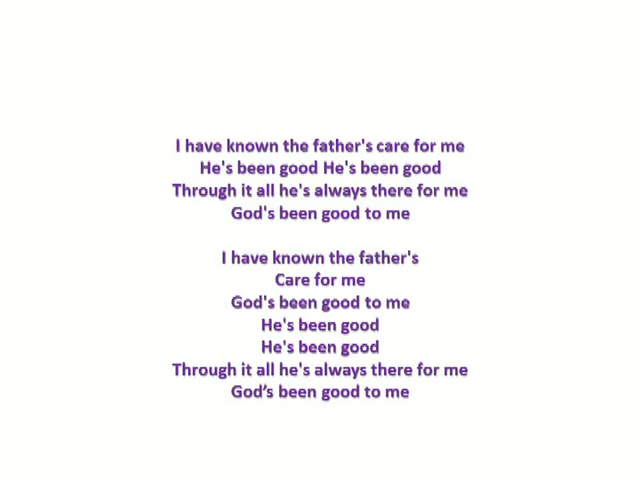 I have known the father's care for me
He's been good He's been good
Through it all he's always there for me
God's been good to me
I have known the father's
Care for me
God's been good to me
He's been good
He's been good
Through it all he's always there for me
God’s been good to me